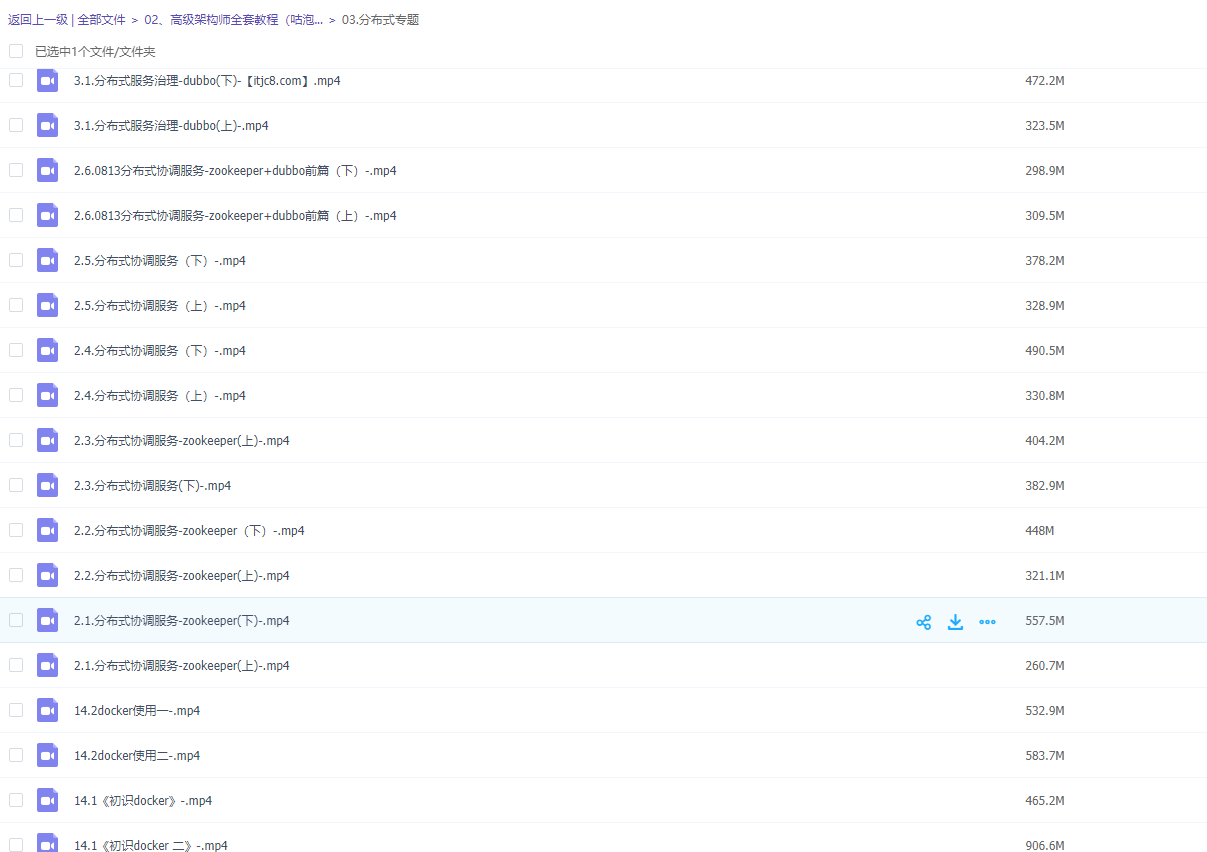 返回上一级 | 全部文件 > 02、高级架构师全套教程（咕泡... > 03.分布式专题
已选中1个文件/文件夹
3.1.分布式服务治理-dubbo(下)-【itjc8.com】.mp4 472.2M
3.1.分布式服务治理-dubbo(上)-.mp4 323.5M
2.6.0813分布式协调服务-zookeeper+dubbo前篇（下）-.mp4 298.9M
2.6.0813分布式协调服务-zookeeper+dubbo前篇（上）-.mp4 309.5M
2.5.分布式协调服务（下）-.mp4 378.2M
2.5.分布式协调服务（上）-.mp4 328.9M
2.4.分布式协调服务（下）-.mp4 490.5M
2.4.分布式协调服务（上）-.mp4 330.8M
2.3.分布式协调服务-zookeeper(上)-.mp4 404.2M
2.3.分布式协调服务(下)-.mp4 382.9M
2.2.分布式协调服务-zookeeper（下）-.mp4 448M
2.2.分布式协调服务-zookeeper(上)-.mp4 321.1M
2.1.分布式协调服务-zookeeper(下)-.mp4 557.5M
2.1.分布式协调服务-zookeeper(上)-.mp4 260.7M
14.2docker使用一-.mp4 532.9M
14.2docker使用二-.mp4 583.7M
14.1《初识docker》-.mp4 465.2M
14.1《初识docker 二》-.mp4 906.6M